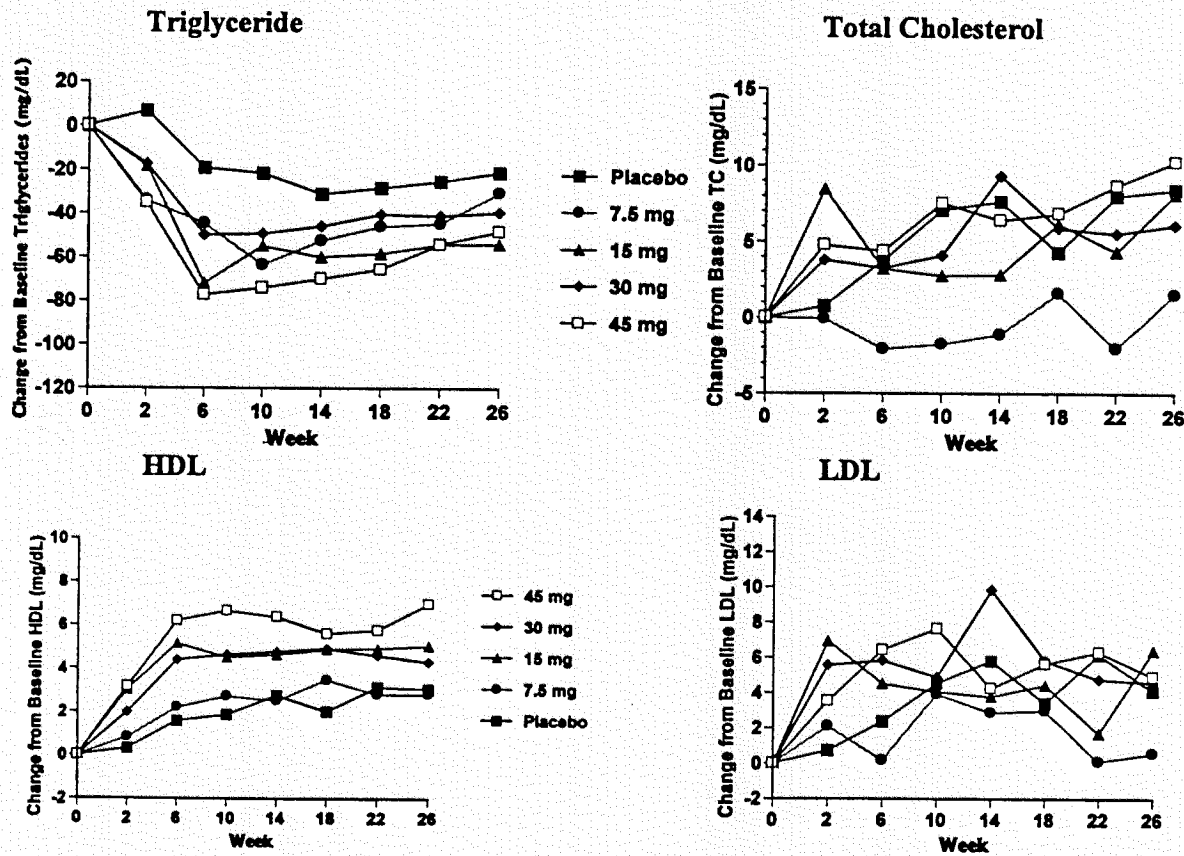 Triglyceride
Change from Baseline Triglycerides (mg/dL)
20
0
-20
-40
-60
-80
-100
-120
0 2 6 10 14 18 22 26
Week
Placebo
7.5 mg
15 mg
30 mg
45 mg
Total Cholesterol
Change from Baseline TC (mg/dL)
15
10
5
0
-5
0 2 6 10 14 18 22 26
Week
HDL
Change from Baseline HDL (mg/dL)
10
8
6
4
2
0
-2
0 2 6 10 14 18 22 26
Week
45 mg
30 mg
15 mg
7.5 mg
Placebo
LDL
Change from Baseline LDL (mg/dL)
14
12
10
8
6
4
2
0
-2
0 2 6 10 14 18 22 26
Week